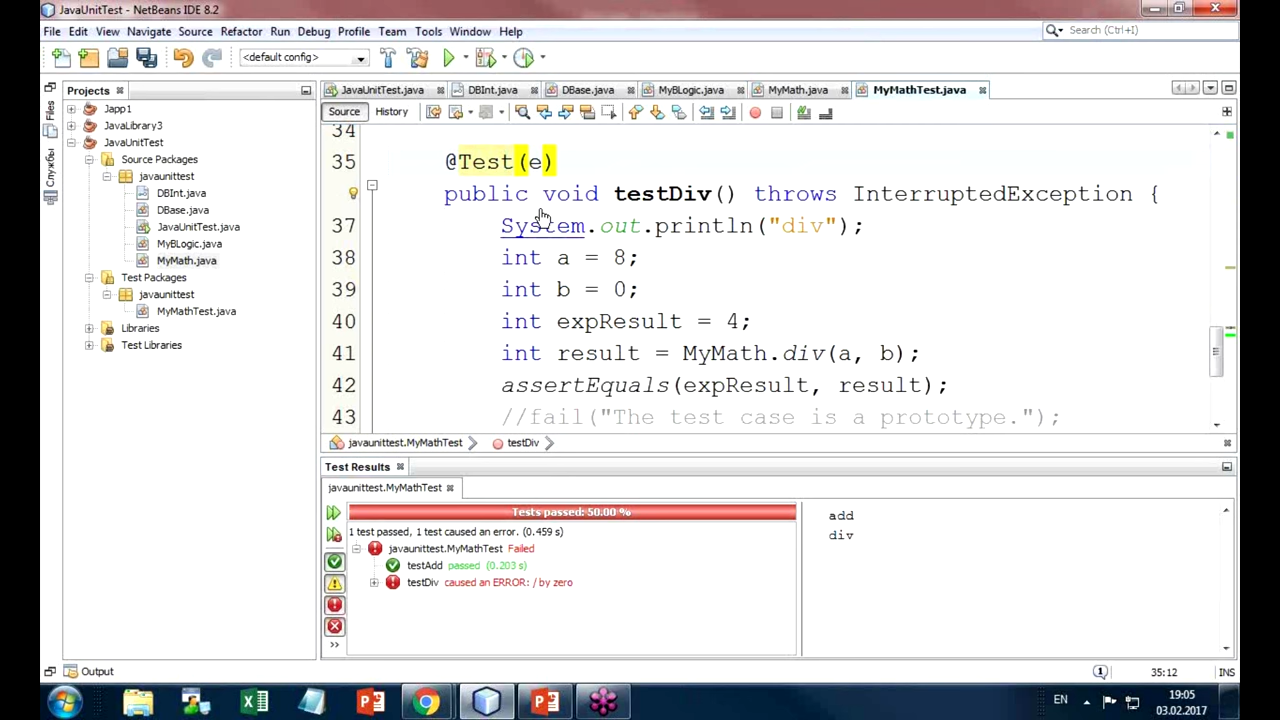 JavaUnitTest - NetBeans IDE 8.2
File Edit View Navigate Source Refactor Run Debug Profile Team Tools Window Help
Search (Ctrl+I)
<default config>
Projects
JavaUnitTest.java DBInt.java DBase.java MyBLogic.java MyMath.java MyMathTest.java
Files
Службы
Source History
Japp1
JavaLibrary3
JavaUnitTest
Source Packages
javaunittest
DBInt.java
DBase.java
JavaUnitTest.java
MyBLogic.java
MyMath.java
Test Packages
javaunittest
MyMathTest.java
Libraries
Test Libraries
34
35 @Test(e)
public void testDiv() throws InterruptedException {
37 System.out.println("div");
38 int a = 8;
39 int b = 0;
40 int expResult = 4;
41 int result = MyMath.div(a, b);
42 assertEquals(expResult, result);
43 //fail("The test case is a prototype.");
javaunittest.MyMathTest testDiv
Test Results
javaunittest.MyMathTest
Tests passed: 50.00 %
1 test passed, 1 test caused an error. (0.459 s)
javaunittest.MyMathTest Failed
testAdd passed (0.203 s)
testDiv caused an ERROR: / by zero
add
div
Output
1
35:12
INS
EN
19:05
03.02.2017